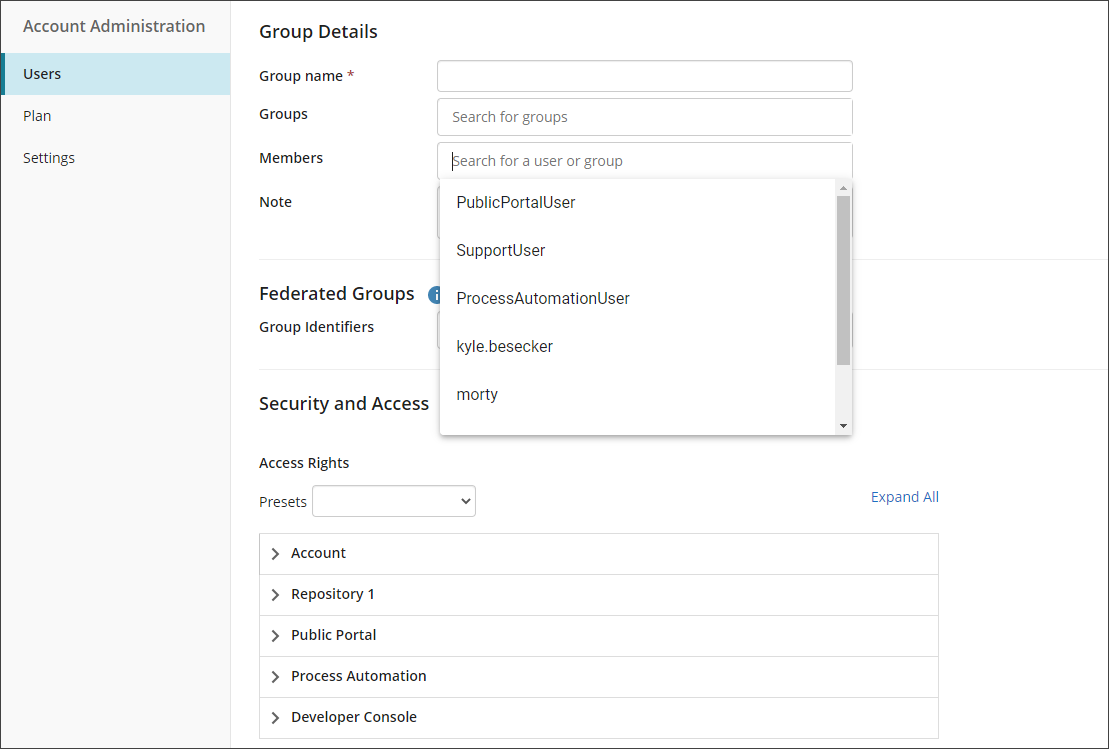 Account Administration
Users
Plan
Settings
Group Details
Group name *
Groups
Search for groups
Members
Search for a user or group
Note
PublicPortalUser
SupportUser
ProcessAutomationUser
kyle.besecker
morty
Federated Groups i
Group Identifiers
Security and Access
Access Rights
Presets
Expand All
Account
Repository 1
Public Portal
Process Automation
Developer Console